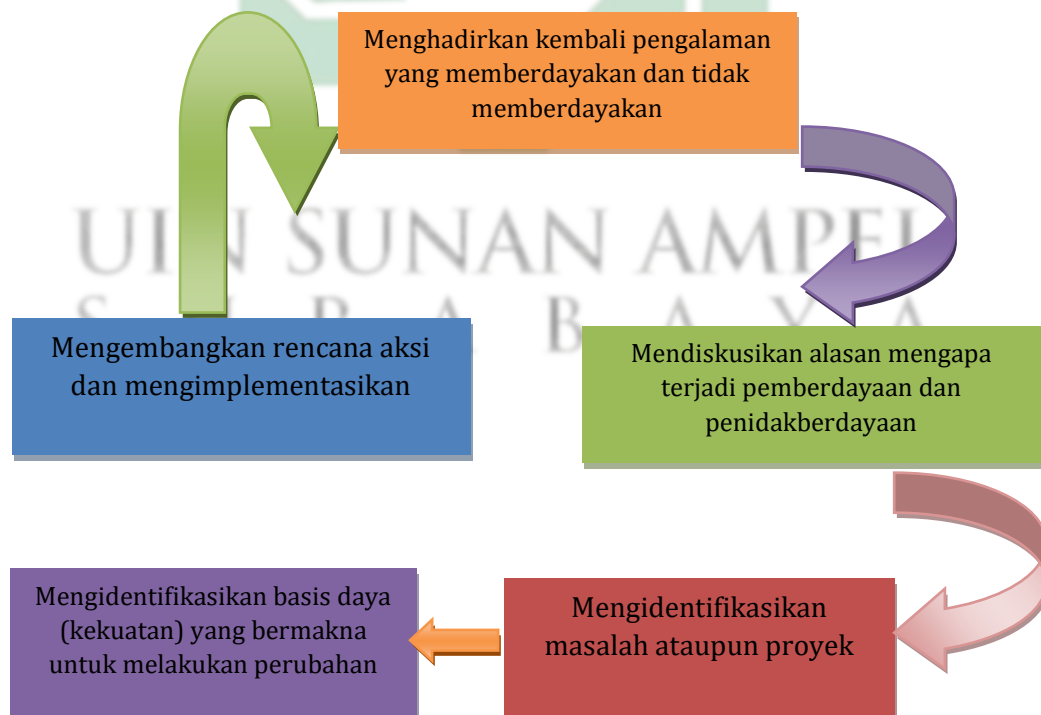 Menghadirkan kembali pengalaman
yang memberdayakan dan tidak
memberdayakan
UIN SUNAN AMPEL
S U R A B A Y A
Mengembangkan rencana aksi
dan mengimplementasikan
Mendiskusikan alasan mengapa
terjadi pemberdayaan dan
penidakberdayaan
Mengidentifikasikan basis daya
(kekuatan) yang bermakna
untuk melakukan perubahan
Mengidentifikasikan
masalah ataupun proyek